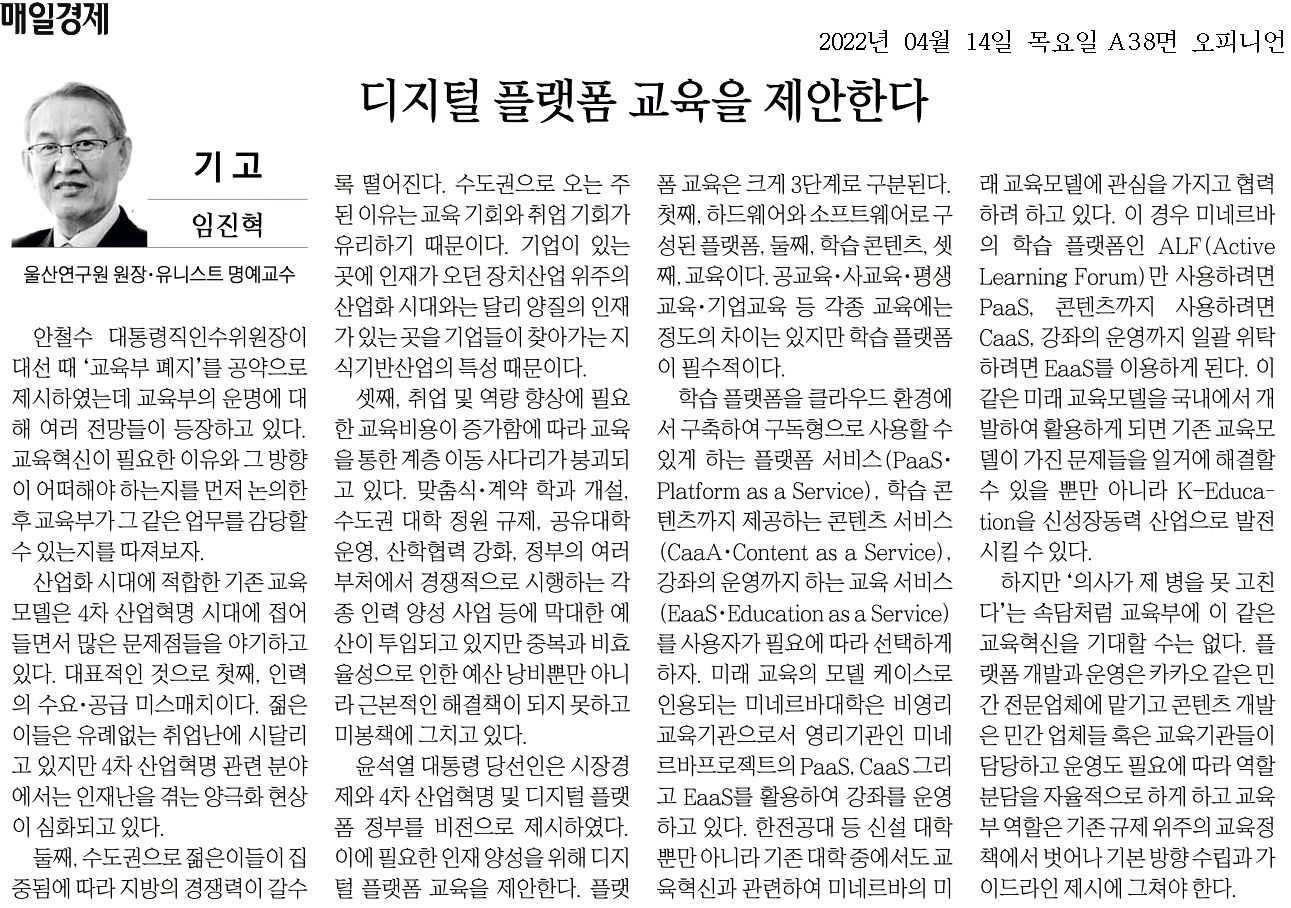 매일경제
2022년 04월 14일 목요일 A38면 오피니언
디지털 플랫폼 교육을 제안한다
기고
임진혁
울산연구원 원장·유니스트 명예교수
안철수 대통령직인수위원장이
대선 때 ‘교육부 폐지’를 공약으로
제시하였는데 교육부의 운명에 대
해 여러 전망들이 등장하고 있다.
교육혁신이 필요한 이유와 그 방향
이 어떠해야 하는지를 먼저 논의한
후 교육부가 그 같은 업무를 감당할
수 있는지를 따져보자.
산업화 시대에 적합한 기존 교육
모델은 4차 산업혁명 시대에 접어
들면서 많은 문제점들을 야기하고
있다. 대표적인 것으로 첫째, 인력
의 수요·공급 미스매치이다. 젊은
이들은 유례없는 취업난에 시달리
고 있지만 4차 산업혁명 관련 분야
에서는 인재난을 겪는 양극화 현상
이 심화되고 있다.
둘째, 수도권으로 젊은이들이 집
중됨에 따라 지방의 경쟁력이 갈수
록 떨어진다. 수도권으로 오는 주
된 이유는 교육 기회와 취업 기회가
유리하기 때문이다. 기업이 있는
곳에 인재가 오던 장치산업 위주의
산업화 시대와는 달리 양질의 인재
가 있는 곳을 기업들이 찾아가는 지
식기반산업의 특성 때문이다.
셋째, 취업 및 역량 향상에 필요
한 교육비용이 증가함에 따라 교육
을 통한 계층 이동 사다리가 붕괴되
고 있다. 맞춤식·계약 학과 개설,
수도권 대학 정원 규제, 공유대학
운영, 산학협력 강화, 정부의 여러
부처에서 경쟁적으로 시행하는 각
종 인력 양성 사업 등에 막대한 예
산이 투입되고 있지만 중복과 비효
율성으로 인한 예산 낭비뿐만 아니
라 근본적인 해결책이 되지 못하고
미봉책에 그치고 있다.
윤석열 대통령 당선인은 시장경
제와 4차 산업혁명 및 디지털 플랫
폼 정부를 비전으로 제시하였다.
이에 필요한 인재 양성을 위해 디지
털 플랫폼 교육을 제안한다. 플랫
폼 교육은 크게 3단계로 구분된다.
첫째, 하드웨어와 소프트웨어로 구
성된 플랫폼, 둘째, 학습 콘텐츠, 셋
째, 교육이다. 공교육·사교육·평생
교육·기업교육 등 각종 교육에는
정도의 차이는 있지만 학습 플랫폼
이 필수적이다.
학습 플랫폼을 클라우드 환경에
서 구축하여 구독형으로 사용할 수
있게 하는 플랫폼 서비스(PaaS·
Platform as a Service), 학습 콘
텐츠까지 제공하는 콘텐츠 서비스
(CaaA·Content as a Service),
강좌의 운영까지 하는 교육 서비스
(EaaS·Education as a Service)
를 사용자가 필요에 따라 선택하게
하자. 미래 교육의 모델 케이스로
인용되는 미네르바대학은 비영리
교육기관으로서 영리기관인 미네
르바프로젝트의 PaaS, CaaS 그리
고 EaaS를 활용하여 강좌를 운영
하고 있다. 한전공대 등 신설 대학
뿐만 아니라 기존 대학 중에서도 교
육혁신과 관련하여 미네르바의 미
래 교육모델에 관심을 가지고 협력
하려 하고 있다. 이 경우 미네르바
의 학습 플랫폼인 ALF(Active
Learning Forum)만 사용하려면
PaaS, 콘텐츠까지 사용하려면
CaaS, 강좌의 운영까지 일괄 위탁
하려면 EaaS를 이용하게 된다. 이
같은 미래 교육모델을 국내에서 개
발하여 활용하게 되면 기존 교육모
델이 가진 문제들을 일거에 해결할
수 있을 뿐만 아니라 K-Educa-
tion을 신성장동력 산업으로 발전
시킬 수 있다.
하지만 ‘의사가 제 병을 못 고친
다’는 속담처럼 교육부에 이 같은
교육혁신을 기대할 수는 없다. 플
랫폼 개발과 운영은 카카오 같은 민
간 전문업체에 맡기고 콘텐츠 개발
은 민간 업체들 혹은 교육기관들이
담당하고 운영도 필요에 따라 역할
분담을 자율적으로 하게 하고 교육
부 역할은 기존 규제 위주의 교육정
책에서 벗어나 기본 방향 수립과 가
이드라인 제시에 그쳐야 한다.